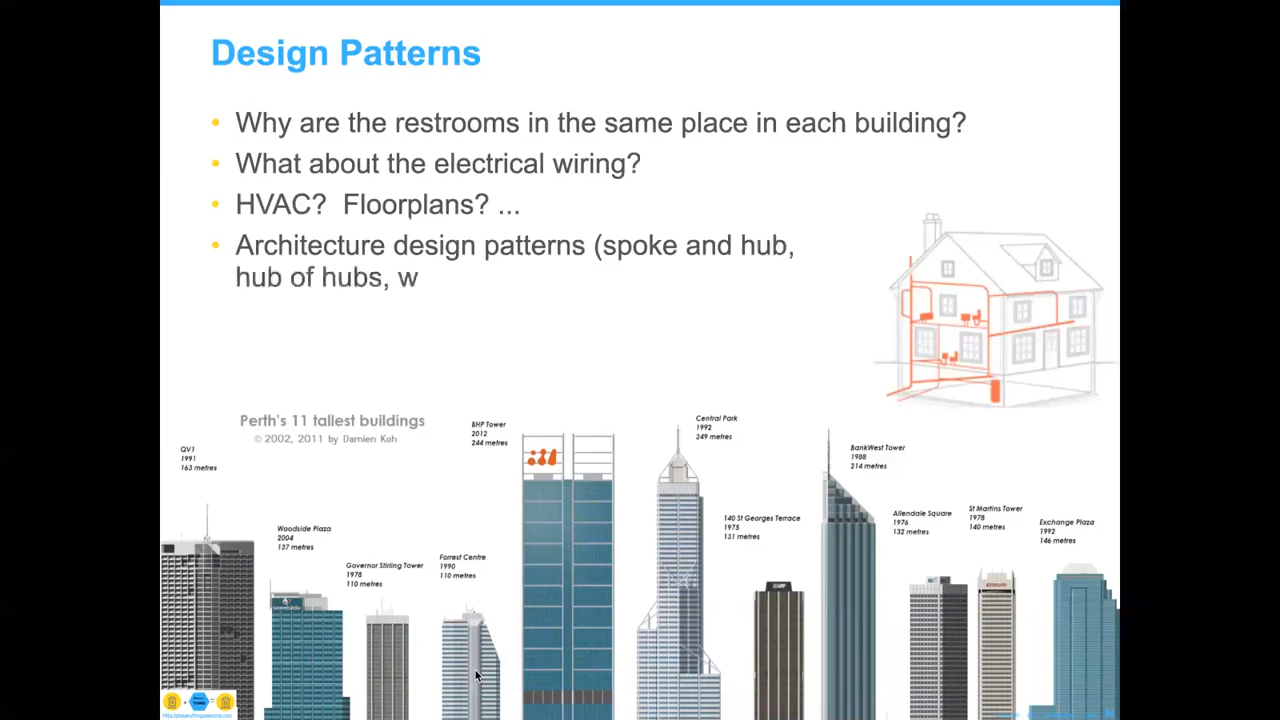 Design Patterns
• Why are the restrooms in the same place in each building?
• What about the electrical wiring?
• HVAC? Floorplans? ...
• Architecture design patterns (spoke and hub,
hub of hubs, w
Perth's 11 tallest buildings
© 2002, 2011 by Damien Koh
QV1
1991
163 metres
Woodside Plaza
2004
137 metres
Governor Stirling Tower
1978
110 metres
Forrest Centre
1990
110 metres
BHP Tower
2012
244 metres
Central Park
1992
249 metres
140 St Georges Terrace
1975
131 metres
BankWest Tower
1988
214 metres
Allendale Square
1976
132 metres
St Martins Tower
1978
140 metres
Exchange Plaza
1992
146 metres